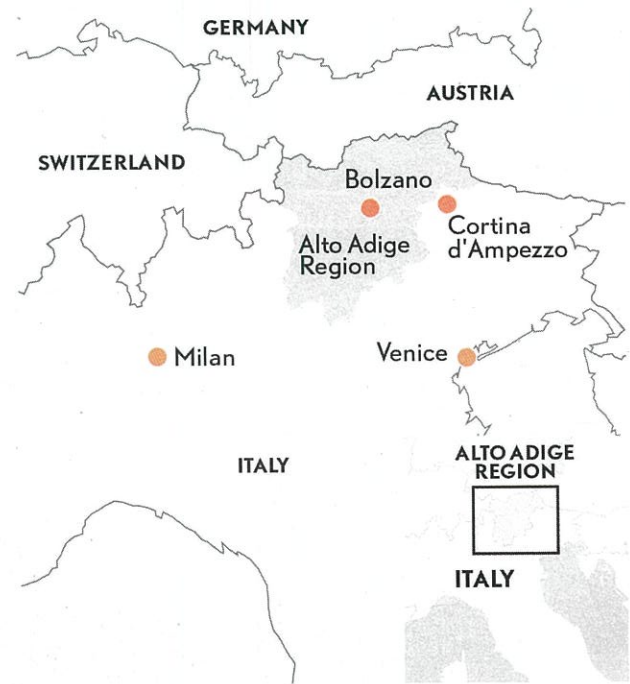 GERMANY
AUSTRIA
SWITZERLAND
Bolzano
Cortina
d'Ampezzo
Alto Adige
Region
Milan
Venice
ITALY
ALTO ADIGE
REGION
ITALY